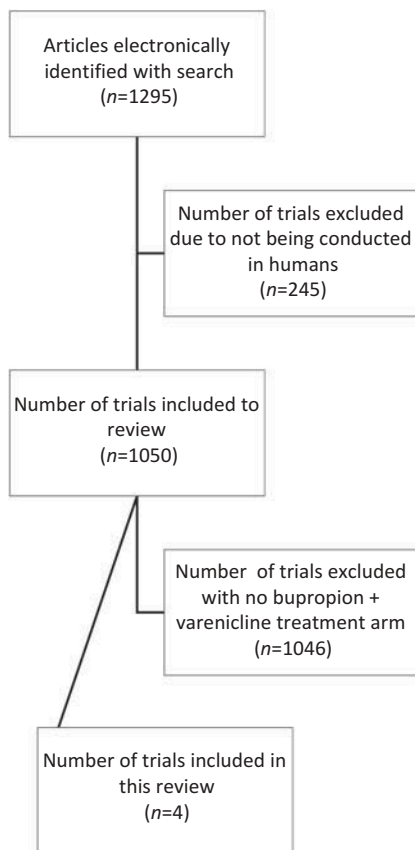 Articles electronically
identified with search
(n=1295)
Number of trials excluded
due to not being conducted
in humans
(n=245)
Number of trials included to
review
(n=1050)
Number of trials excluded
with no bupropion +
varenicline treatment arm
(n=1046)
Number of trials included in
this review
(n=4)